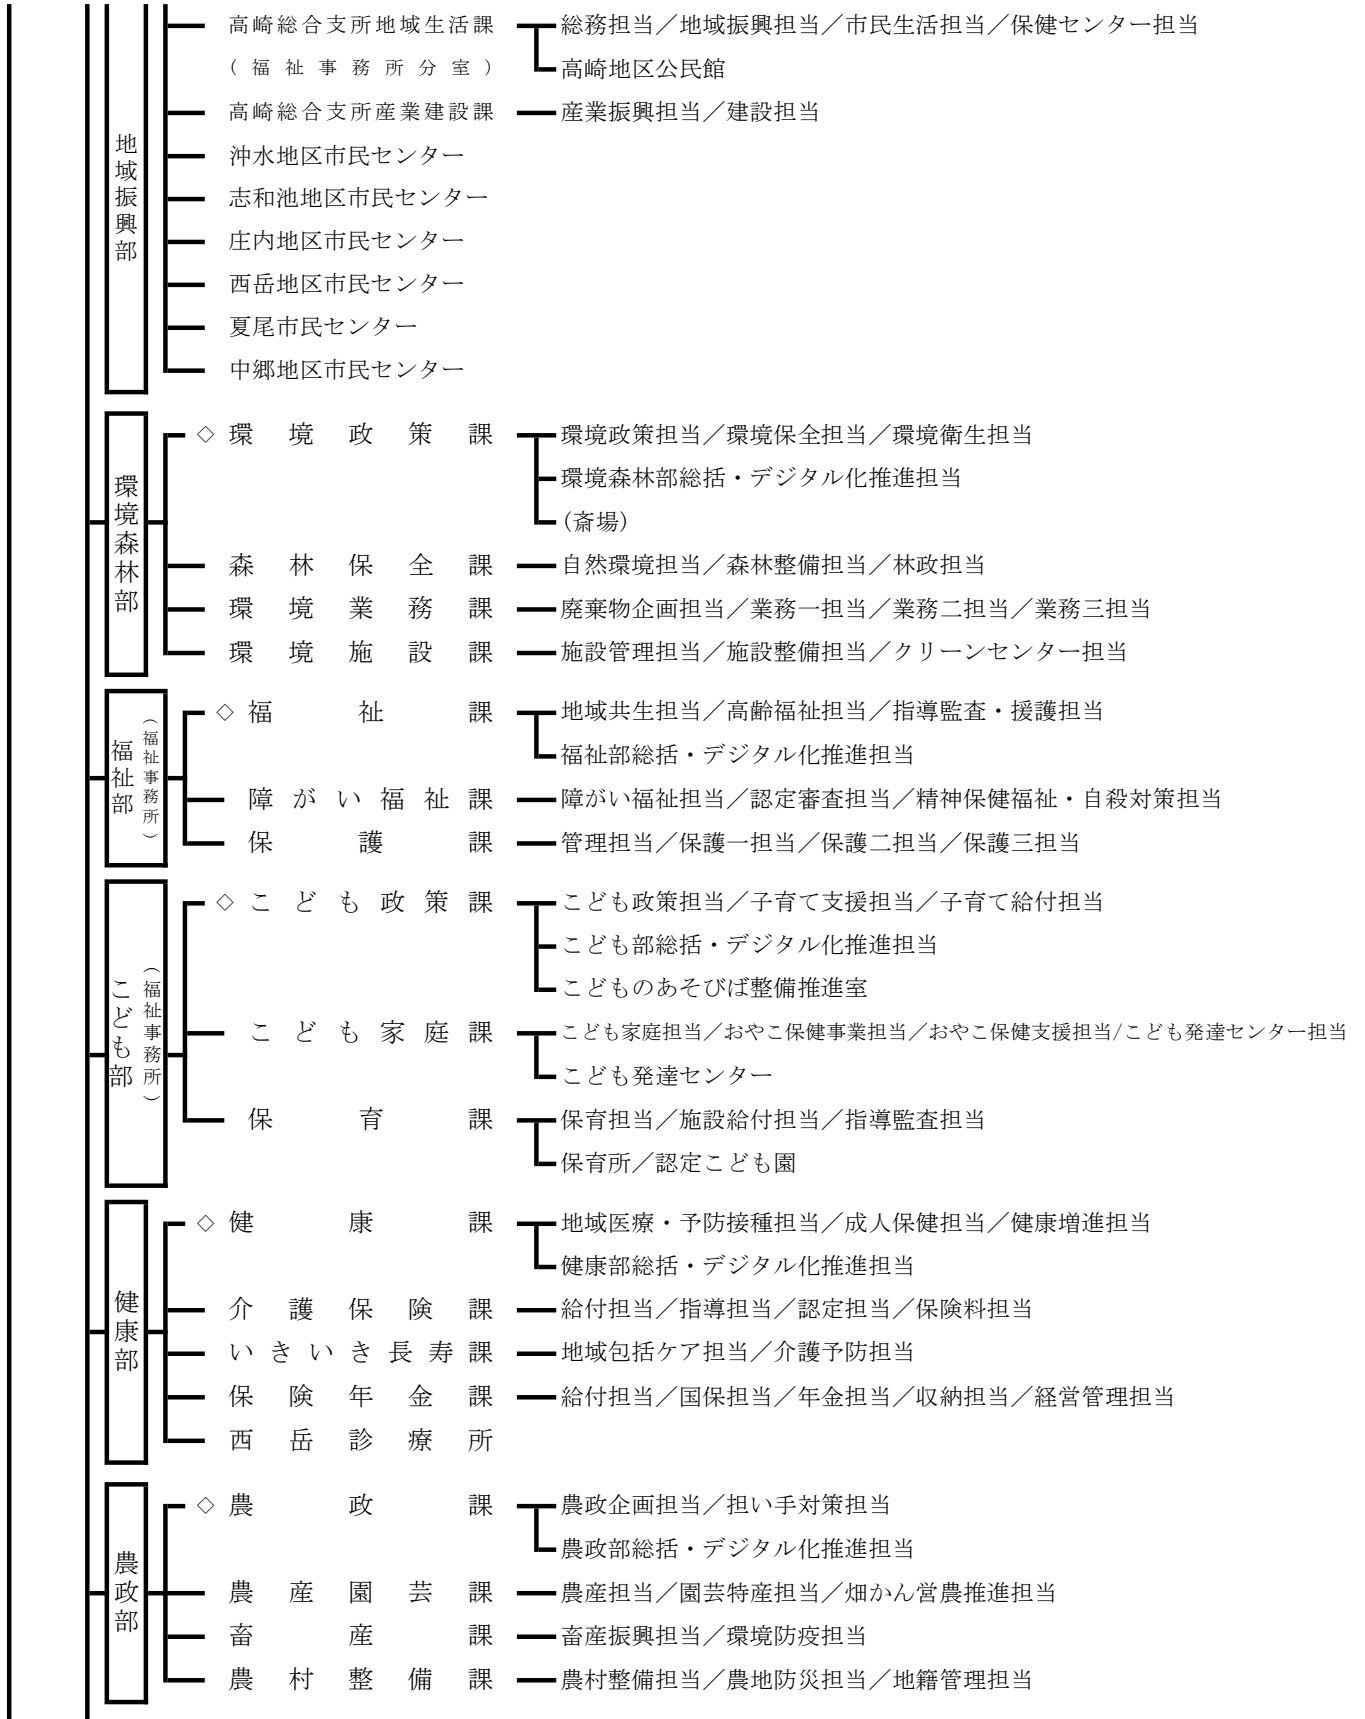 地域振興部
高崎総合支所地域生活課 総務担当／地域振興担当／市民生活担当／保健センター担当
(福祉事務所分室) 高崎地区公民館
高崎総合支所産業建設課 産業振興担当／建設担当
沖水地区市民センター
志和池地区市民センター
庄内地区市民センター
西岳地区市民センター
夏尾市民センター
中郷地区市民センター
環境森林部
◇環境政策課 環境政策担当／環境保全担当／環境衛生担当
環境森林部総括・デジタル化推進担当
(斎場)
森林保全課 自然環境担当／森林整備担当／林政担当
環境業務課 廃棄物企画担当／業務一担当／業務二担当／業務三担当
環境施設課 施設管理担当／施設整備担当／クリーンセンター担当
福祉部
(福祉事務所)
◇福祉課 地域共生担当／高齢福祉担当／指導監査・援護担当
福祉部総括・デジタル化推進担当
障がい福祉課 障がい福祉担当／認定審査担当／精神保健福祉・自殺対策担当
保護課 管理担当／保護一担当／保護二担当／保護三担当
こども部
(福祉事務所)
◇こども政策課 こども政策担当／子育て支援担当／子育て給付担当
こども部総括・デジタル化推進担当
こどものあそびば整備推進室
こども家庭課 こども家庭担当／おやこ保健事業担当／おやこ保健支援担当/こども発達センター担当
こども発達センター
保育課 保育担当／施設給付担当／指導監査担当
保育所／認定こども園
健康部
◇健康課 地域医療・予防接種担当／成人保健担当／健康増進担当
健康部総括・デジタル化推進担当
介護保険課 給付担当／指導担当／認定担当／保険料担当
いきいき長寿課 地域包括ケア担当／介護予防担当
保険年金課 給付担当／国保担当／年金担当／収納担当／経営管理担当
西岳診療所
農政部
◇農政課 農政企画担当／担い手対策担当
農政部総括・デジタル化推進担当
農産園芸課 農産担当／園芸特産担当／畑かん営農推進担当
畜産課 畜産振興担当／環境防疫担当
農村整備課 農村整備担当／農地防災担当／地籍管理担当